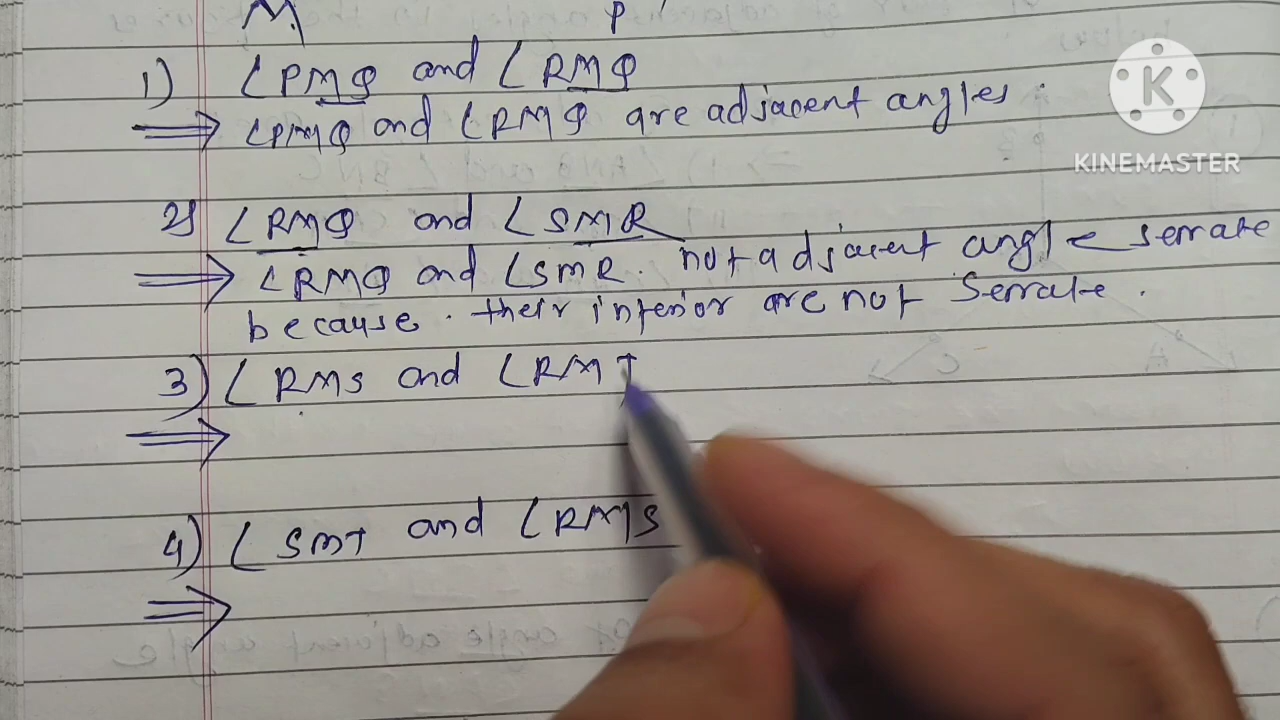 M P
1) ∠PMQ and ∠RMQ
⇒ ∠PMQ and ∠RMQ are adjacent angles.
2) ∠RMQ and ∠SMR
⇒ ∠RMQ and ∠SMR. not adjacent angle serrate
because. their interior are not Serrate.
3) ∠RMS and ∠RMT
⇒
4) ∠SMT and ∠RMS
⇒
K
KINEMASTER